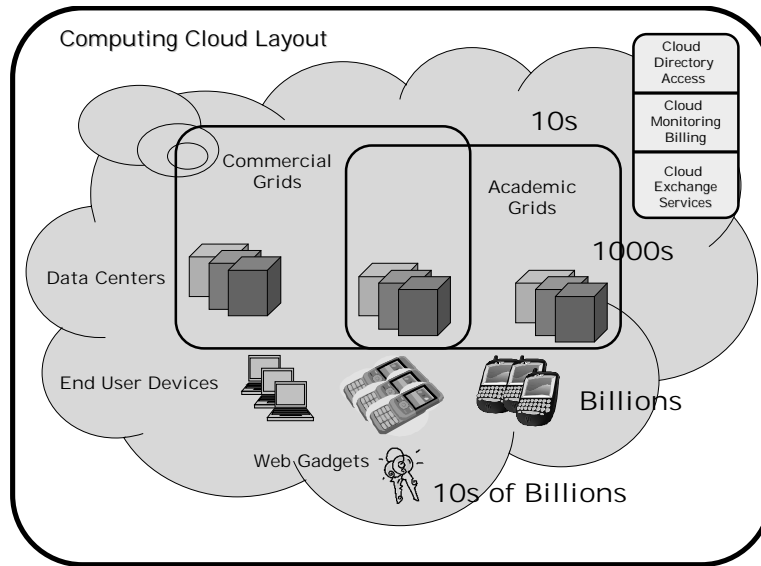 Computing Cloud Layout
Cloud
Directory
Access
Cloud
Monitoring
Billing
Cloud
Exchange
Services
10s
Commercial
Grids
Academic
Grids
1000s
Data Centers
End User Devices
Billions
Web Gadgets
10s of Billions